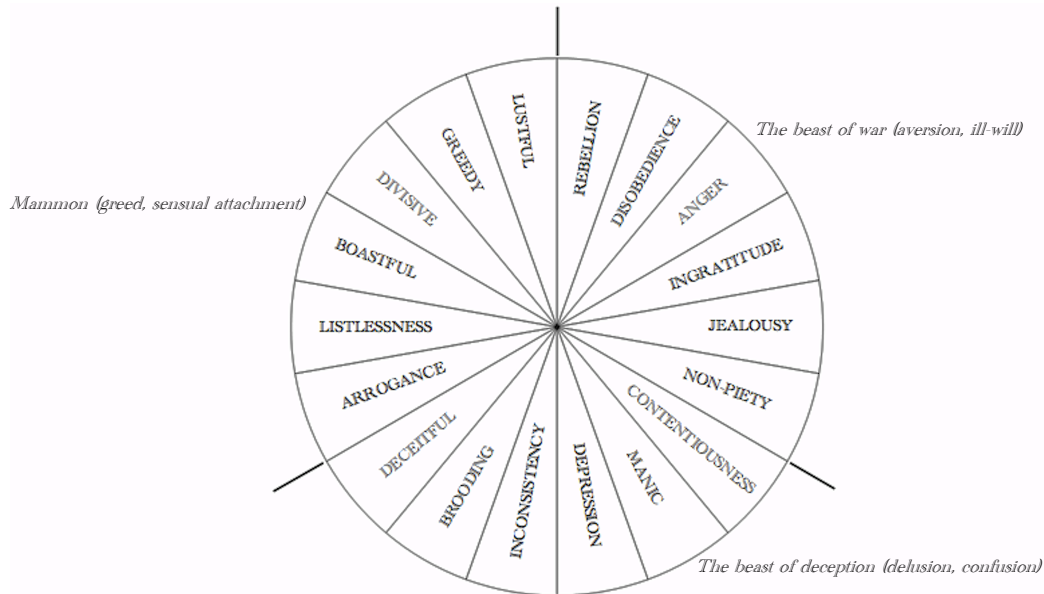 LUSTFUL
REBELLION
DISOBEDIENCE
The beast of war (aversion, ill-will)
GREEDY
ANGER
DIVISIVE
Mammon (greed, sensual attachment)
BOASTFUL
INGRATITUDE
LISTLESSNESS
JEALOUSY
ARROGANCE
NON-PIETY
DECEITFUL
CONTENTIOUSNESS
BROODING
MANIC
INCONSISTENCY
DEPRESSION
The beast of deception (delusion, confusion)